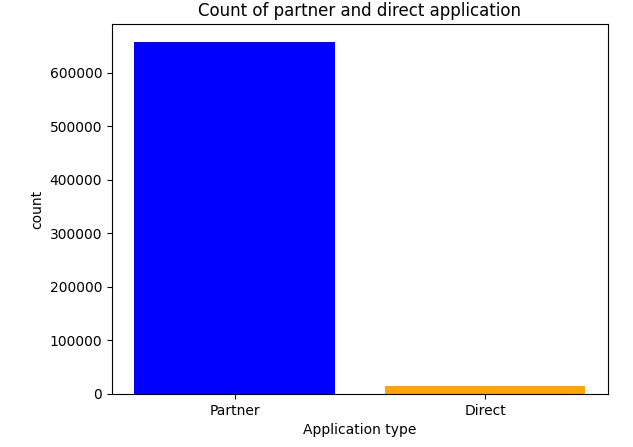 Count of partner and direct application
600000
500000
400000
300000
200000
100000
0
count
Partner Direct
Application type